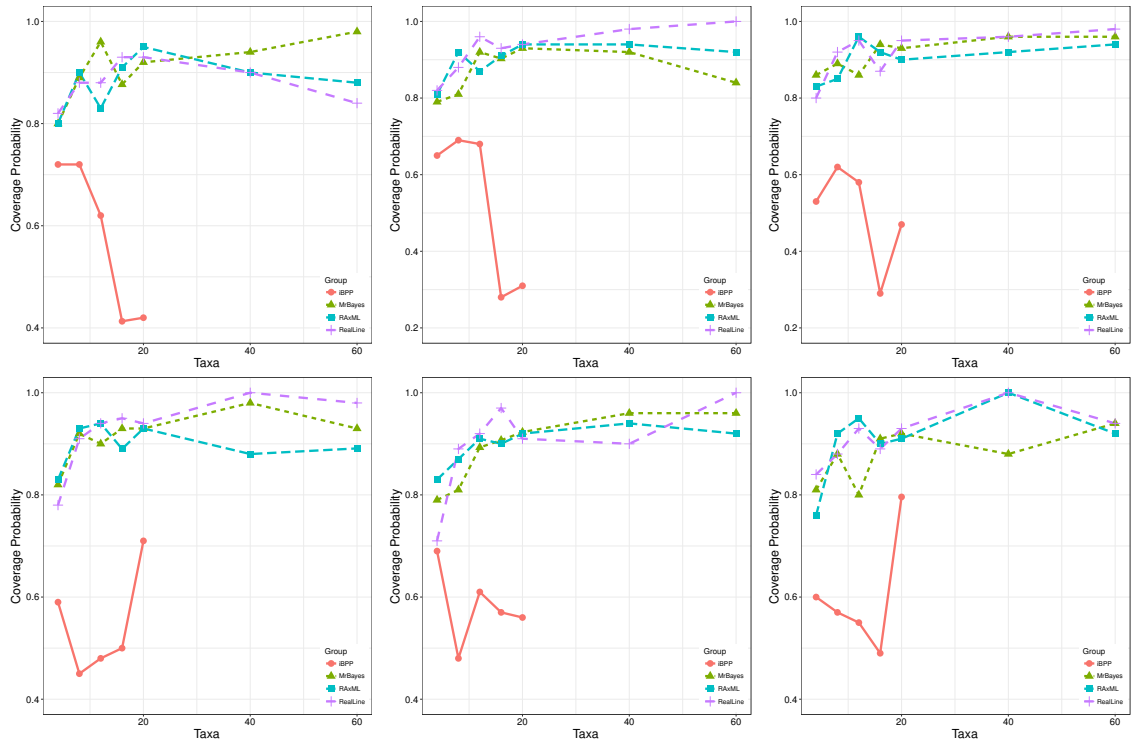 1.0
0.8
0.6
0.4
Coverage Probability
20
40
60
Taxa
Group
iBPP
MrBayes
RAxML
RealLine
1.0
0.8
0.6
0.4
0.2
Coverage Probability
20
40
60
Taxa
Group
iBPP
MrBayes
RAxML
RealLine
1.0
0.8
0.6
0.4
0.2
Coverage Probability
20
40
60
Taxa
Group
iBPP
MrBayes
RAxML
RealLine
1.0
0.8
0.6
0.4
Coverage Probability
20
40
60
Taxa
Group
iBPP
MrBayes
RAxML
RealLine
1.0
0.8
0.6
0.4
Coverage Probability
20
40
60
Taxa
Group
iBPP
MrBayes
RAxML
RealLine
1.0
0.8
0.6
0.4
Coverage Probability
20
40
60
Taxa
Group
iBPP
MrBayes
RAxML
RealLine